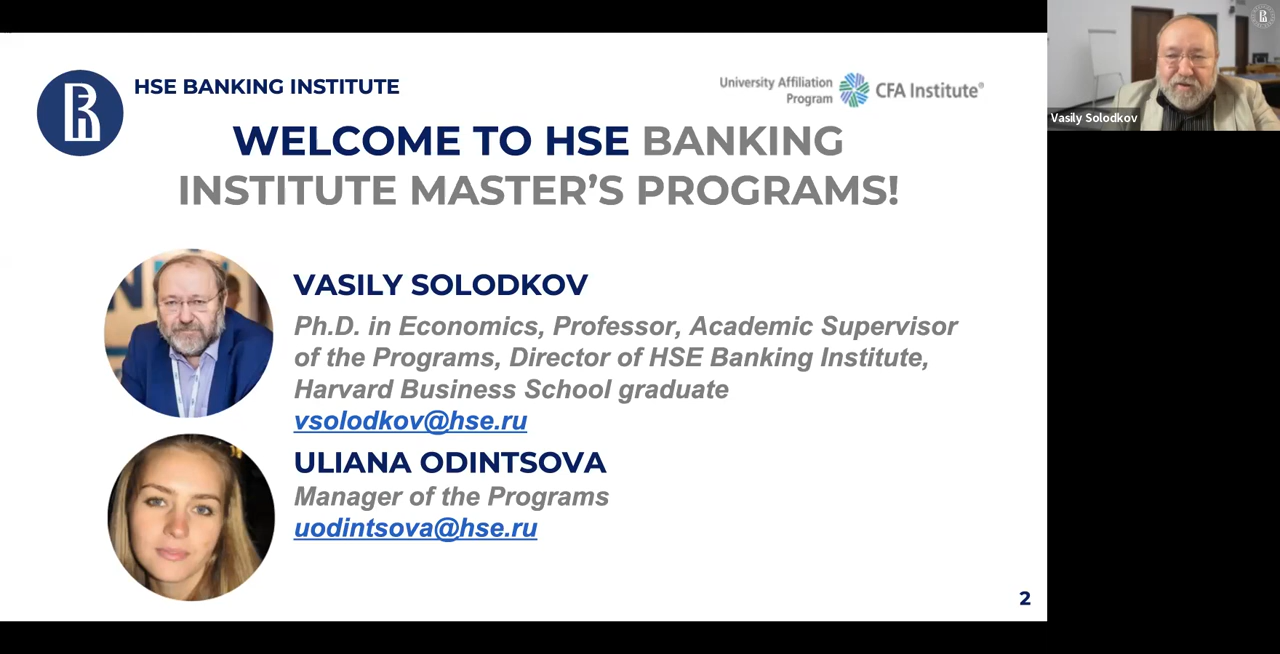 HSE BANKING INSTITUTE
University Affiliation
Program
CFA Institute®
WELCOME TO HSE BANKING
INSTITUTE MASTER’S PROGRAMS!
VASILY SOLODKOV
Ph.D. in Economics, Professor, Academic Supervisor
of the Programs, Director of HSE Banking Institute,
Harvard Business School graduate
vsolodkov@hse.ru
ULIANA ODINTSOVA
Manager of the Programs
uodintsova@hse.ru
2
Vasily Solodkov